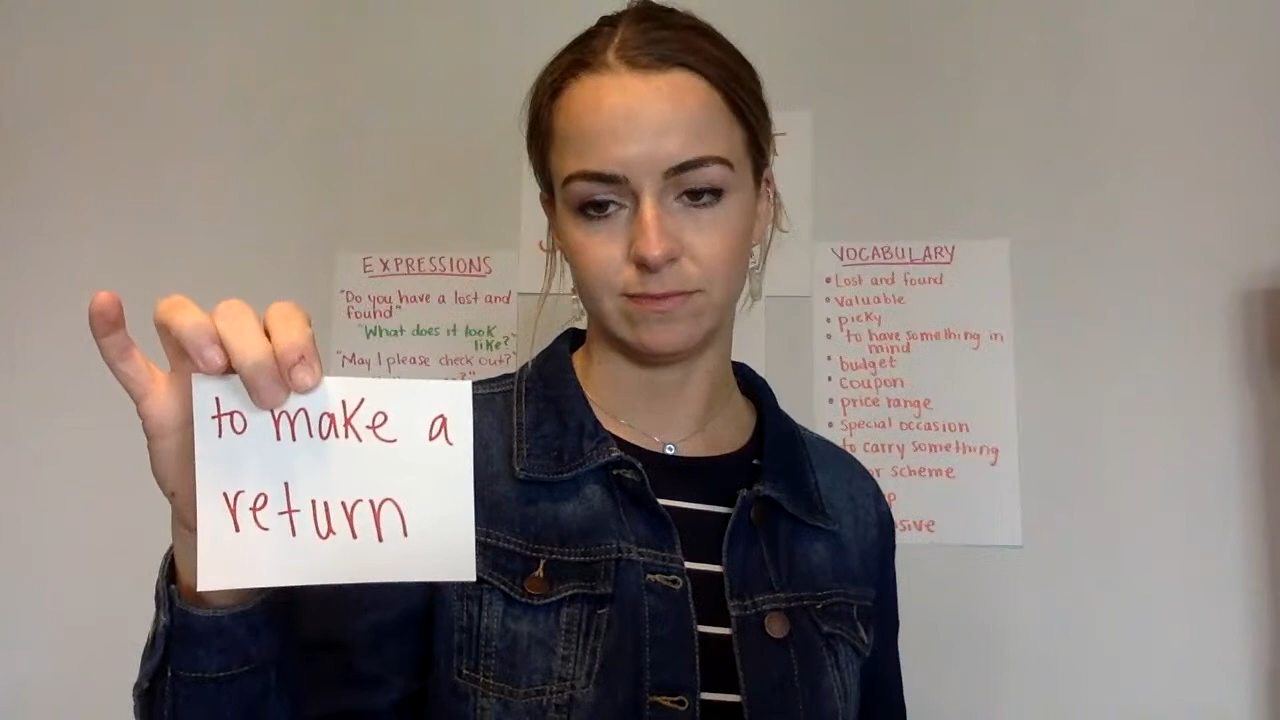 EXPRESSIONS
"Do you have a lost and
found"
"What does it look
like?"
"May I please check out?"
to make a
return
VOCABULARY
• Lost and found
• valuable
• picky
• to have something in
mind
• budget
• coupon
• price range
• special occasion
to carry something
scheme